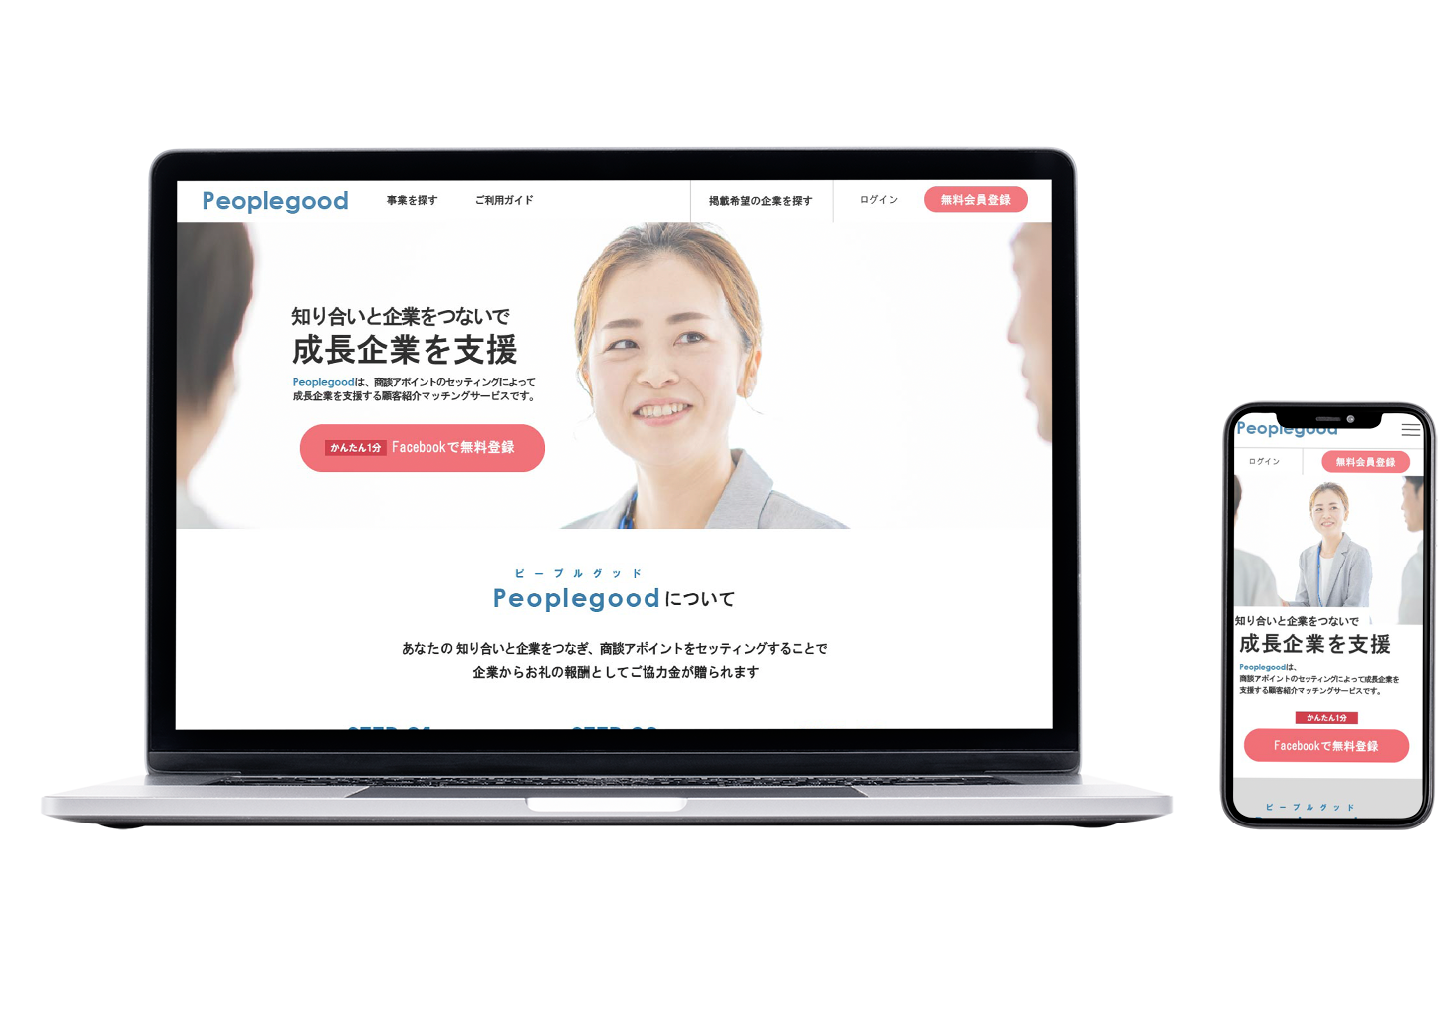 Peoplegood
事業を探す
ご利用ガイド
掲載希望の企業を探す
ログイン
無料会員登録
知り合いと企業をつないで
成長企業を支援
Peoplegoodは、商談アポイントのセッティングによって
成長企業を支援する顧客紹介マッチングサービスです。
かんたん1分 Facebookで無料登録
ピープルグッド
Peoplegoodについて
あなたの 知り合いと企業をつなぎ、商談アポイントをセッティングすることで
企業からお礼の報酬としてご協力金が贈られます
Peoplegood
ログイン
無料会員登録
知り合いと企業をつないで
成長企業を支援
Peoplegoodは、
商談アポイントのセッティングによって成長企業を
支援する顧客紹介マッチングサービスです。
かんたん1分
Facebookで無料登録
ピープルグッド